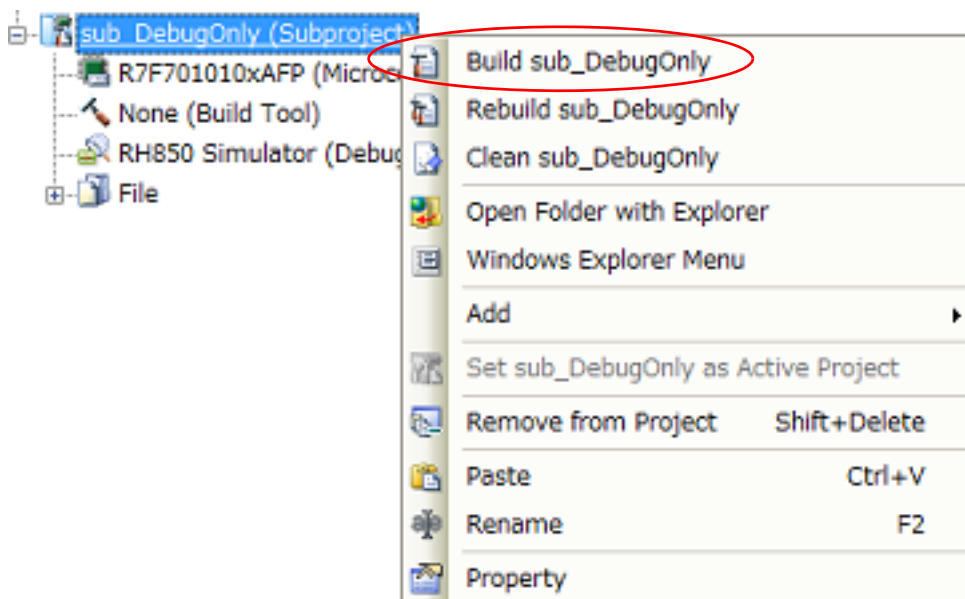 sub_DebugOnly (Subproject)
R7F701010xAFP (Microc
None (Build Tool)
RH850 Simulator (Debug
File
Build sub_DebugOnly
Rebuild sub_DebugOnly
Clean sub_DebugOnly
Open Folder with Explorer
Windows Explorer Menu
Add
Set sub_DebugOnly as Active Project
Remove from Project Shift+Delete
Paste Ctrl+V
Rename F2
Property